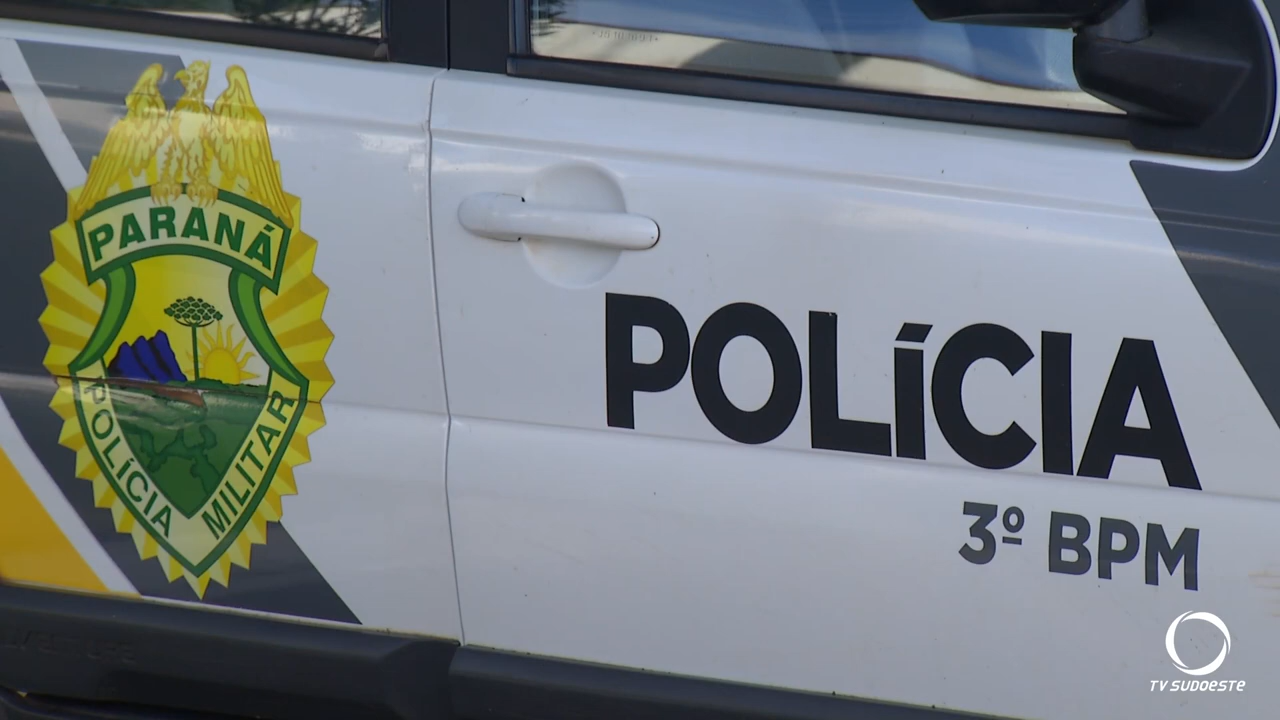 PARANÁ
POLÍCIA MILITAR
POLÍCIA
3º BPM
TV SUDOESTE